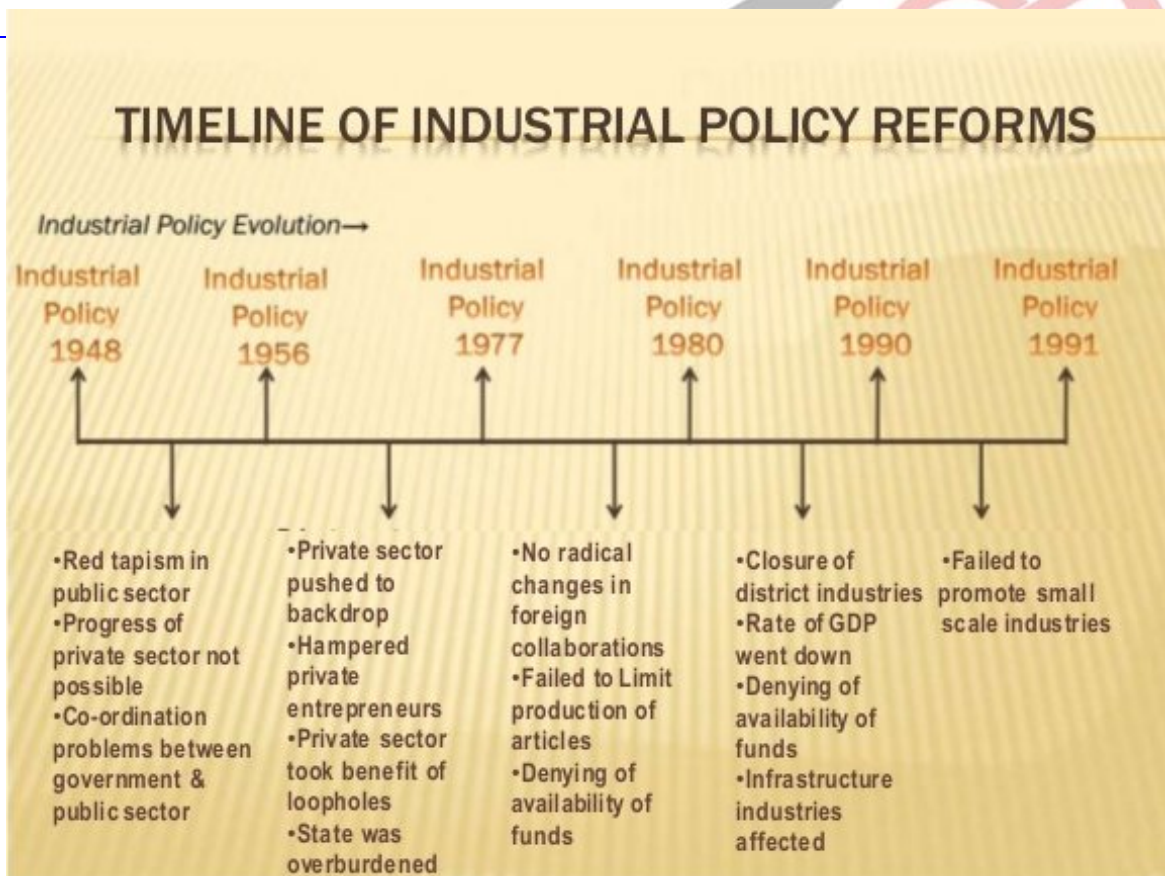 TIMELINE OF INDUSTRIAL POLICY REFORMS
Industrial Policy Evolution→
Industrial
Policy
1948
Industrial
Policy
1956
Industrial
Policy
1977
Industrial
Policy
1980
Industrial
Policy
1990
Industrial
Policy
1991
•Red tapism in
public sector
•Progress of
private sector not
possible
•Co-ordination
problems between
government &
public sector
•Private sector
pushed to
backdrop
•Hampered
private
entrepreneurs
•Private sector
took benefit of
loopholes
•State was
overburdened
•No radical
changes in
foreign
collaborations
•Failed to Limit
production of
articles
•Denying of
availability of
funds
•Closure of
district industries
•Rate of GDP
went down
•Denying of
availability of
funds
•Infrastructure
industries
affected
•Failed to
promote small
scale industries